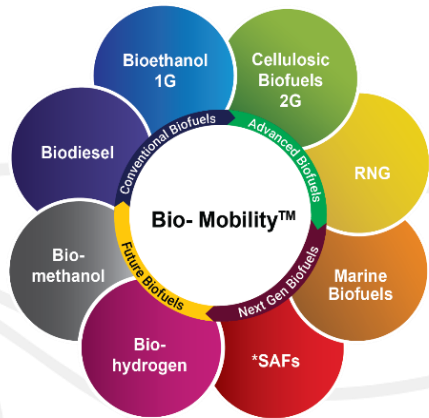 Bioethanol
1G
Cellulosic
Biofuels
2G
RNG
Marine
Biofuels
*SAFs
Bio-
hydrogen
Bio-
methanol
Biodiesel
Conventional Biofuels
Advanced Biofuels
Next Gen Biofuels
Future Biofuels
Bio- Mobility™